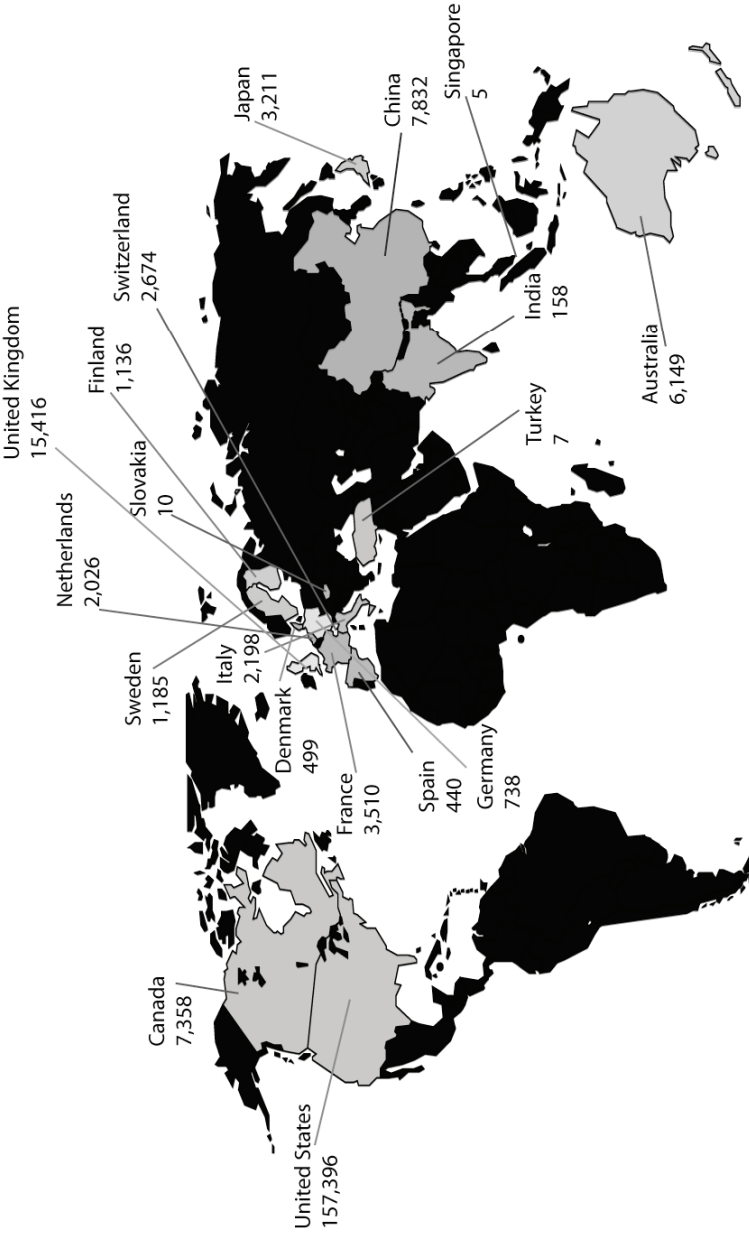 United Kingdom
15,416
Finland
1,136
Switzerland
2,674
Japan
3,211
Netherlands
2,026
Slovakia
10
China
7,832
Singapore
5
Sweden
1,185
Italy
2,198
Denmark
499
Canada
7,358
France
3,510
Spain
440
Germany
738
Turkey
7
India
158
Australia
6,149
United States
157,396